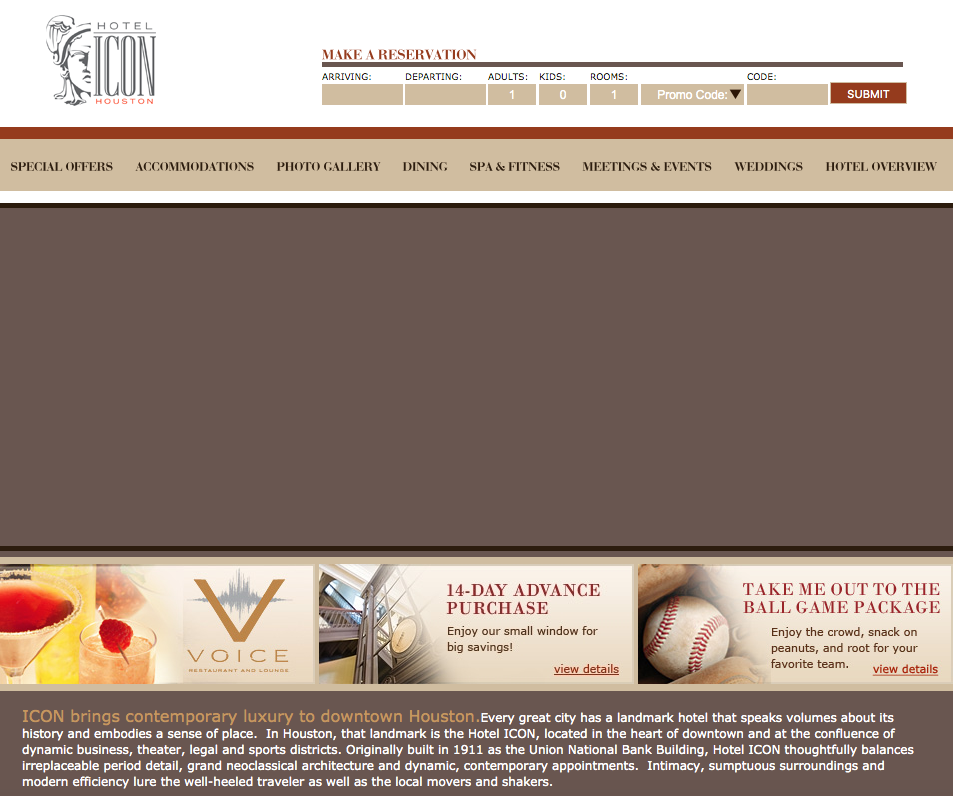 HOTEL
ICON
HOUSTON
MAKE A RESERVATION
ARRIVING: DEPARTING: ADULTS: KIDS: ROOMS: CODE:
1 0 1 Promo Code: SUBMIT
SPECIAL OFFERS ACCOMMODATIONS PHOTO GALLERY DINING SPA & FITNESS MEETINGS & EVENTS WEDDINGS HOTEL OVERVIEW
V
VOICE
RESTAURANT AND LOUNGE
14-DAY ADVANCE
PURCHASE
Enjoy our small window for
big savings!
view details
TAKE ME OUT TO THE
BALL GAME PACKAGE
Enjoy the crowd, snack on
peanuts, and root for your
favorite team.
view details
ICON brings contemporary luxury to downtown Houston.Every great city has a landmark hotel that speaks volumes about its
history and embodies a sense of place.  In Houston, that landmark is the Hotel ICON, located in the heart of downtown and at the confluence of
dynamic business, theater, legal and sports districts. Originally built in 1911 as the Union National Bank Building, Hotel ICON thoughtfully balances
irreplaceable period detail, grand neoclassical architecture and dynamic, contemporary appointments.  Intimacy, sumptuous surroundings and
modern efficiency lure the well-heeled traveler as well as the local movers and shakers.